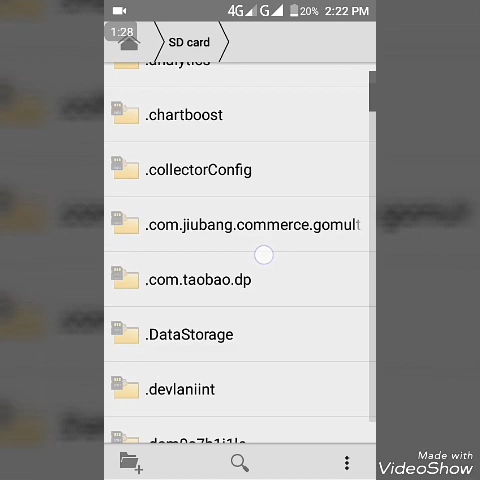 4G G 20% 2:22 PM
1:28
SD card
.analytics
.chartboost
.collectorConfig
.com.jiubang.commerce.gomult
.com.taobao.dp
.DataStorage
.devlaniint
Made with
VideoShow